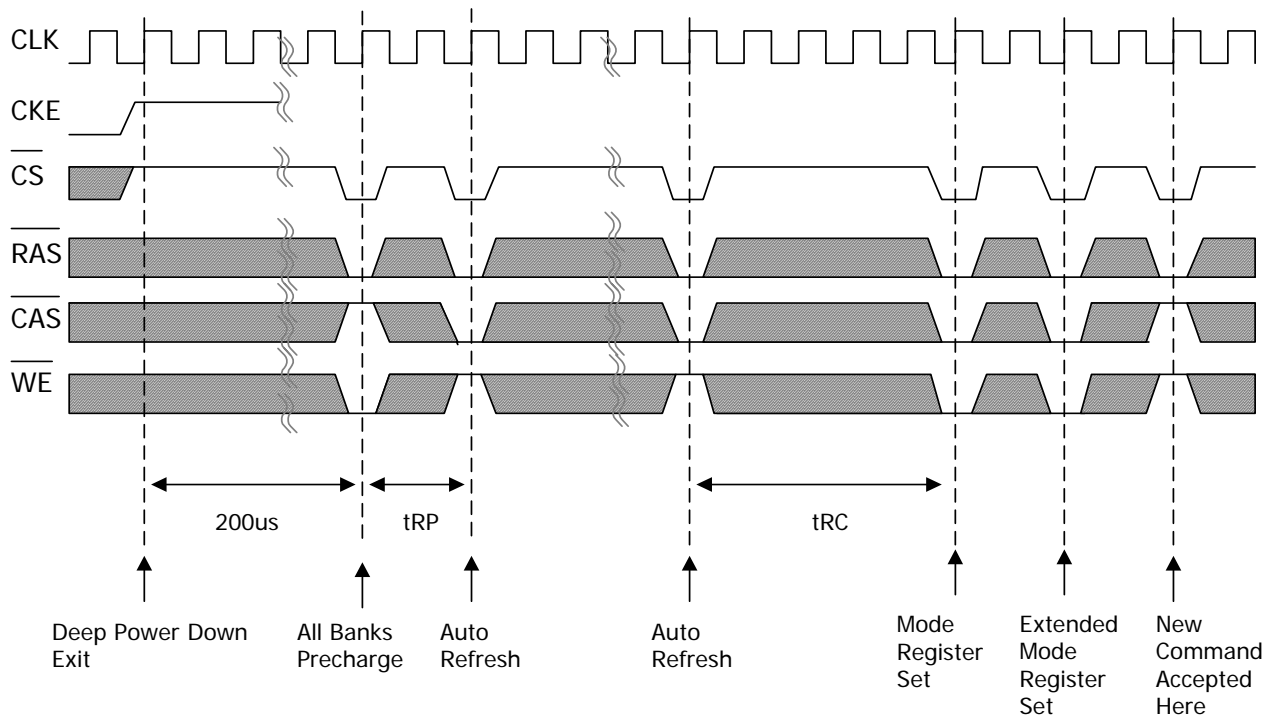 CLK
CKE
CS
RAS
CAS
WE
200us
tRP
tRC
Deep Power Down
Exit
All Banks
Precharge
Auto
Refresh
Auto
Refresh
Mode
Register
Set
Extended
Mode
Register
Set
New
Command
Accepted
Here